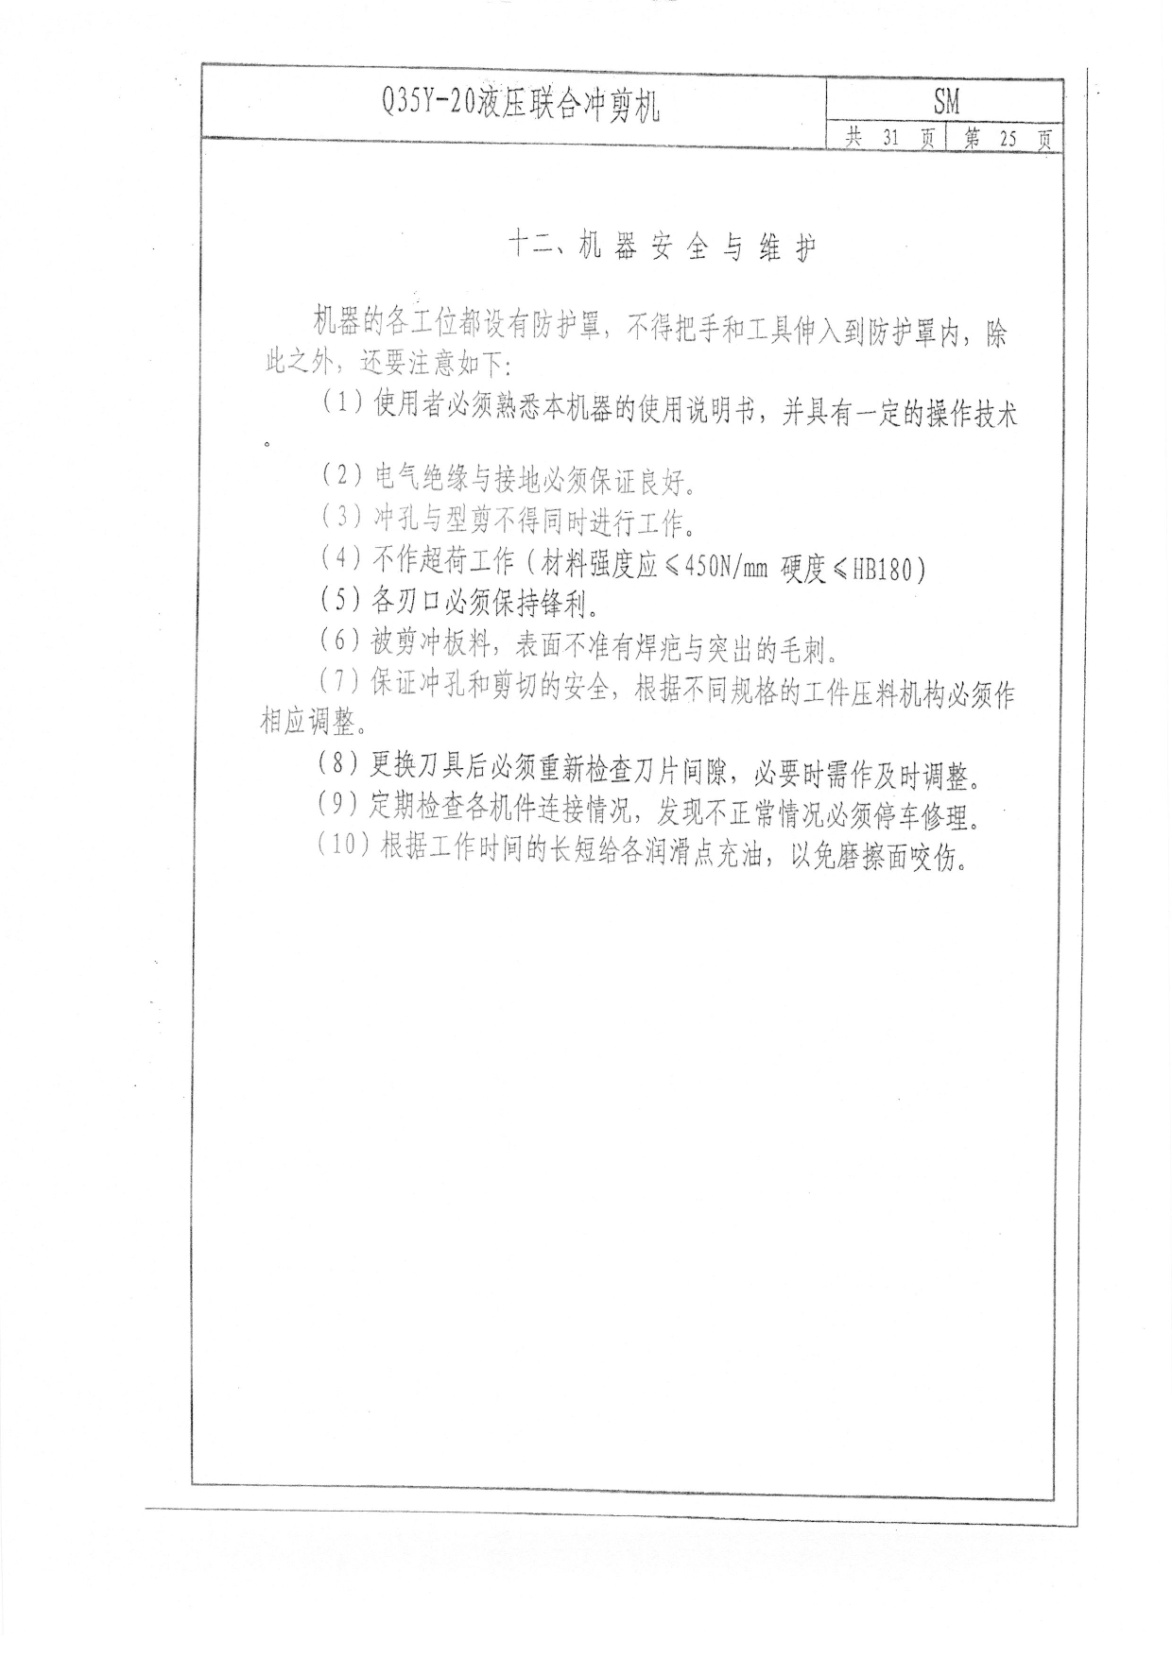 Q35Y-20液压联合冲剪机
SM
共 31 页 第 25 页
十二、机器安全与维护
机器的各工位都设有防护罩，不得把手和工具伸入到防护罩内，除
此之外，还要注意如下：
(1)使用者必须熟悉本机器的使用说明书，并具有一定的操作技术
。
(2)电气绝缘与接地必须保证良好。
(3)冲孔与型剪不得同时进行工作。
(4)不作超荷工作(材料强度应≤450N/mm 硬度≤HB180)
(5)各刃口必须保持锋利。
(6)被剪冲板料，表面不准有焊疤与突出的毛刺。
(7)保证冲孔和剪切的安全，根据不同规格的工件压料机构必须作
相应调整。
(8)更换刀具后必须重新检查刀片间隙，必要时需作及时调整。
(9)定期检查各机件连接情况，发现不正常情况必须停车修理。
(10)根据工作时间的长短给各润滑点充油，以免磨擦面咬伤。